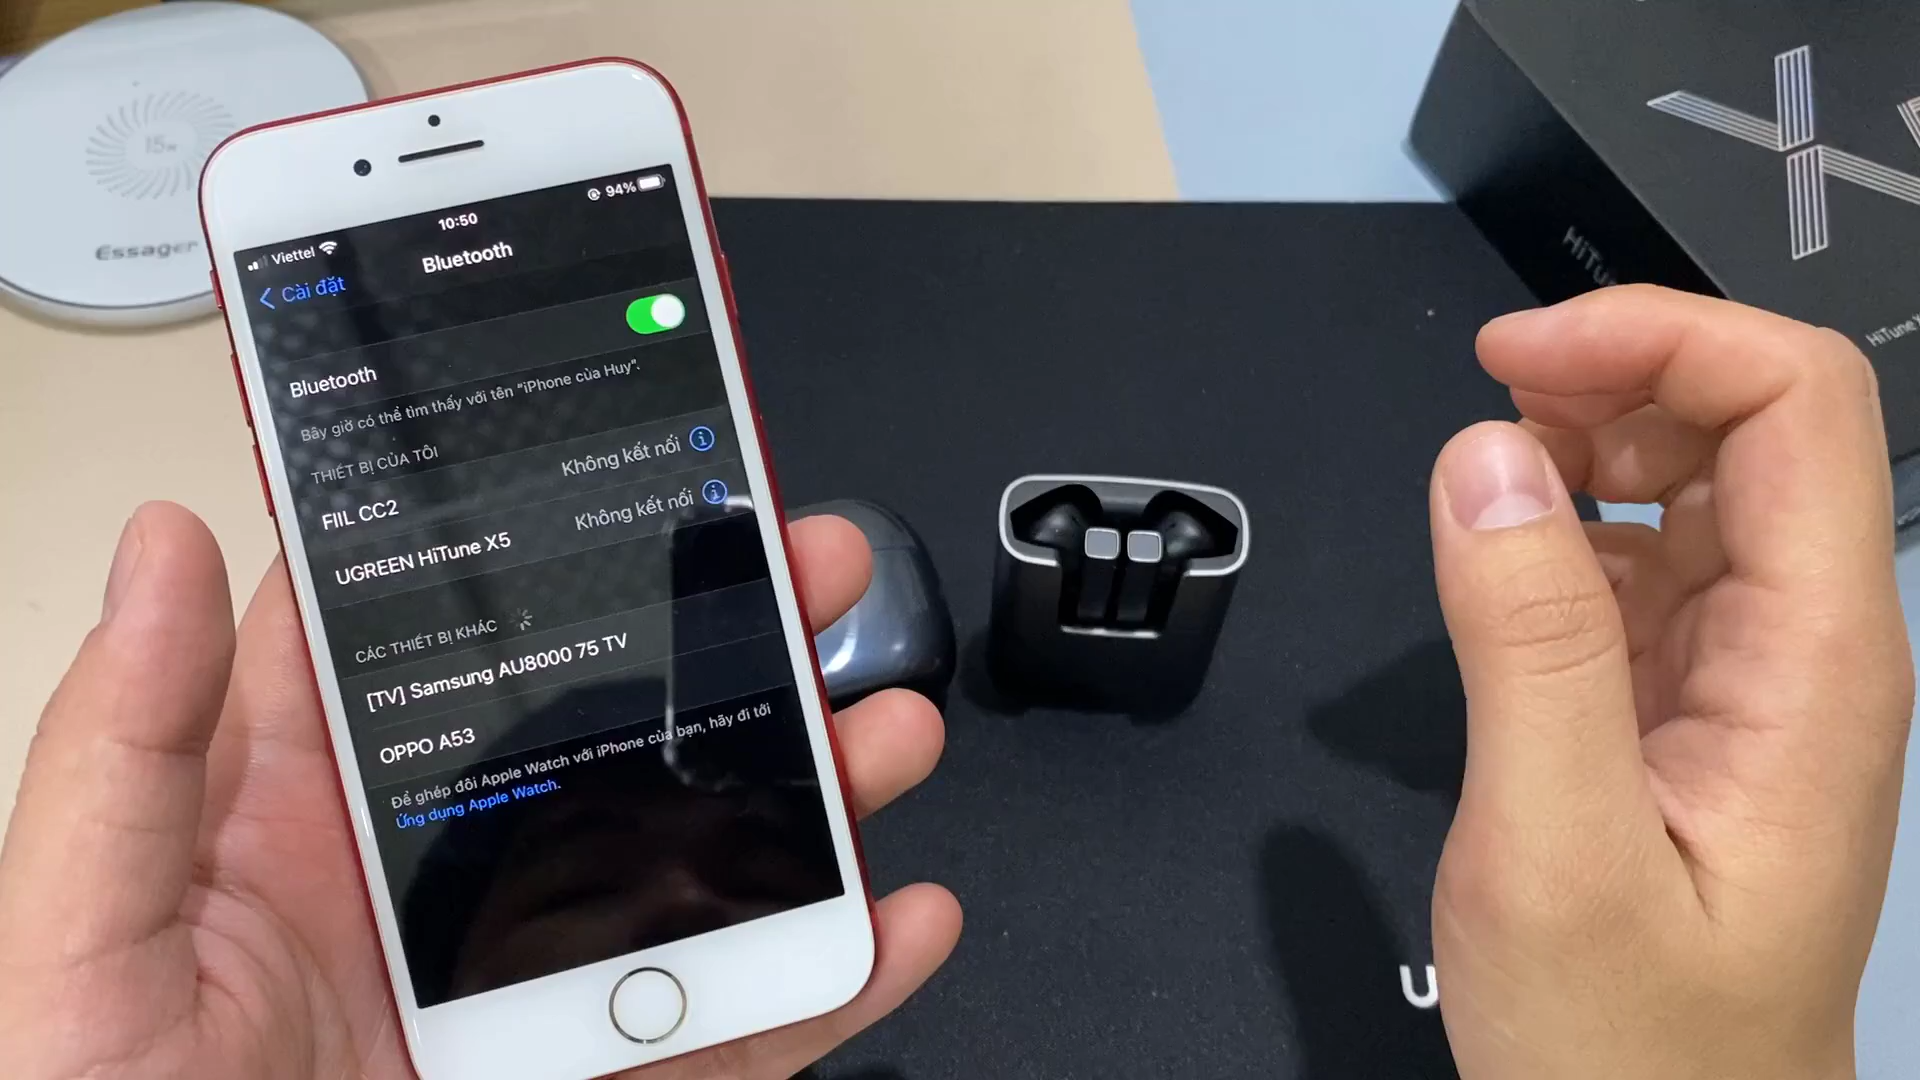 15W
Essager
Viettel
10:50
94%
Cài đặt
Bluetooth
Bluetooth
Bây giờ có thể tìm thấy với tên "iPhone của Huy".
THIẾT BỊ CỦA TÔI
FIIL CC2 Không kết nối
UGREEN HiTune X5 Không kết nối
CÁC THIẾT BỊ KHÁC
[TV] Samsung AU8000 75 TV
OPPO A53
Để ghép đôi Apple Watch với iPhone của bạn, hãy đi tới
Ứng dụng Apple Watch.
X
HiTu
HiTune X
U